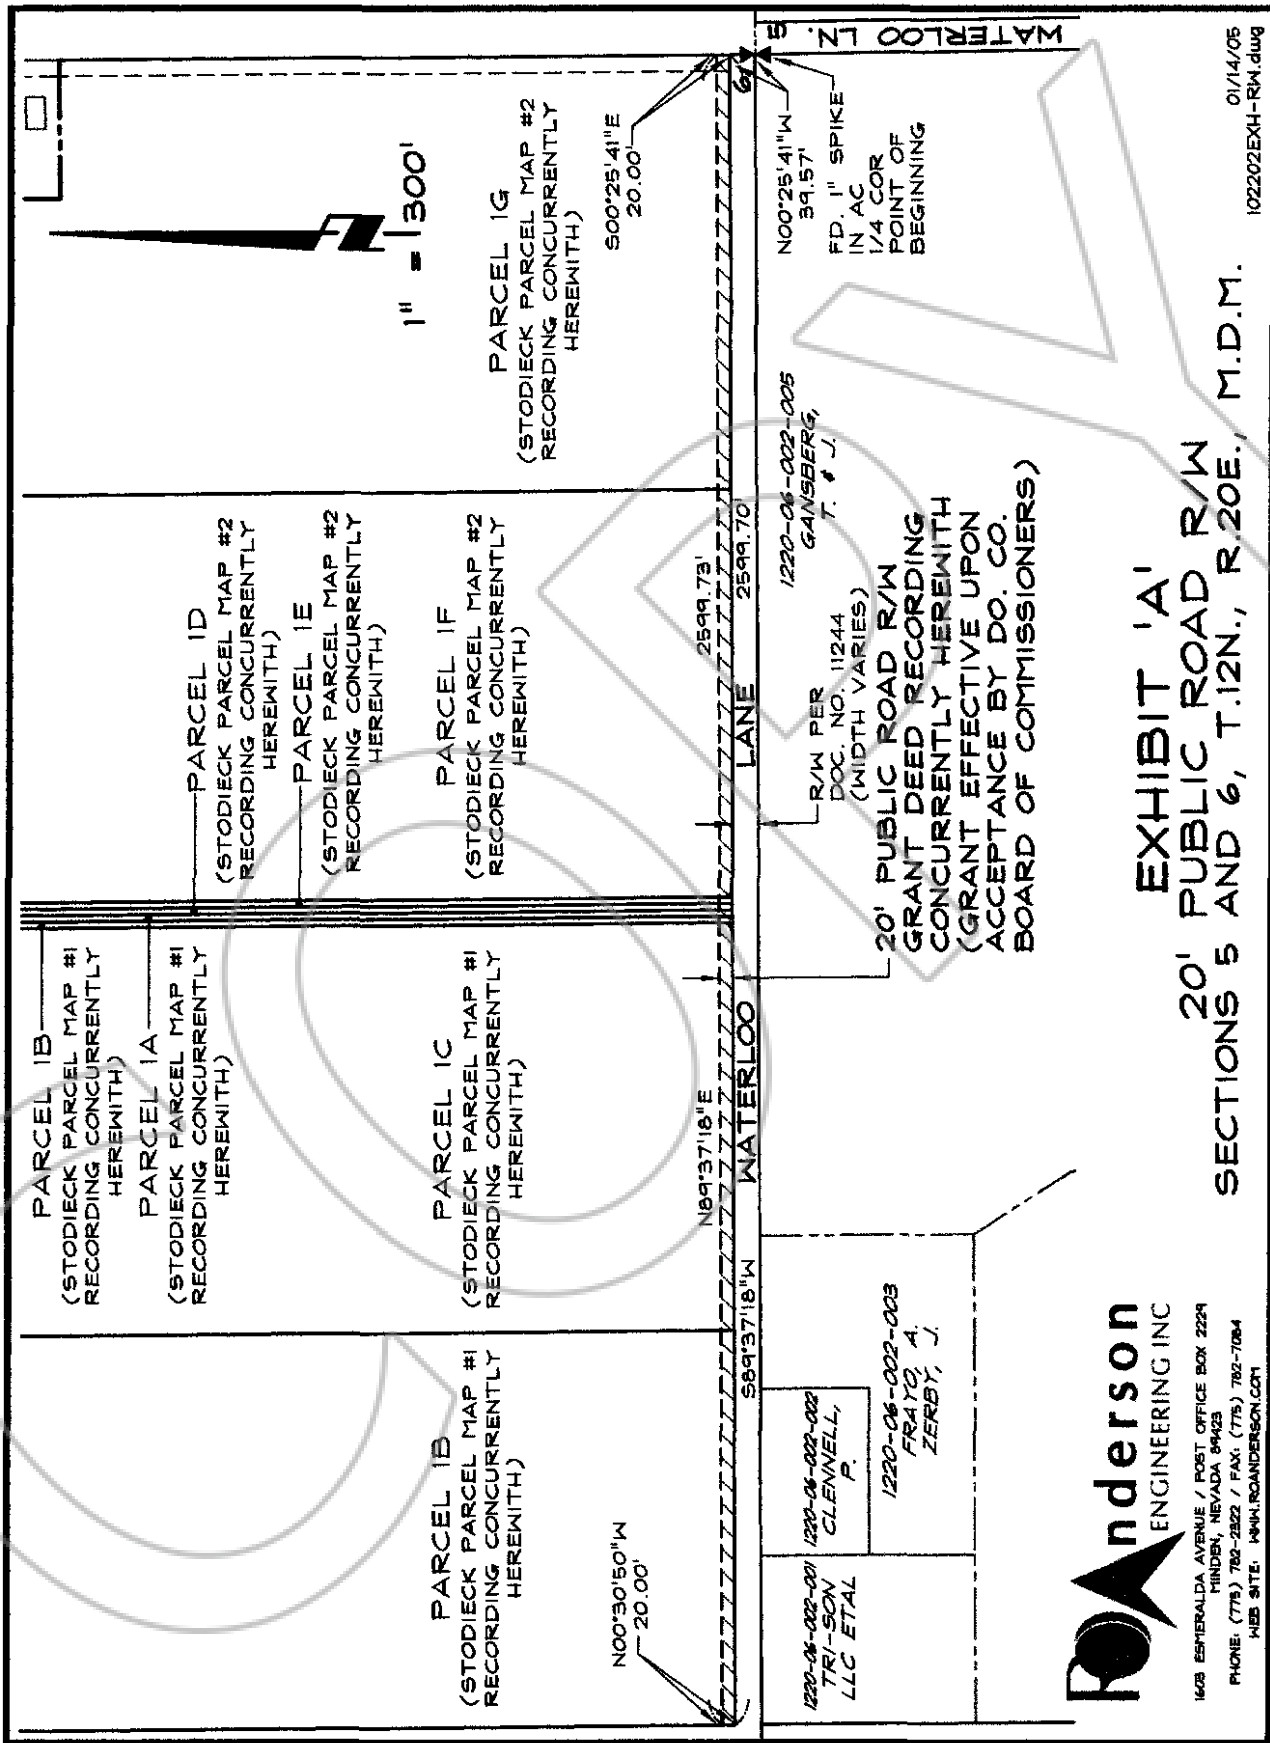 PARCEL 1B
(STODIECK PARCEL MAP #1
RECORDING CONCURRENTLY
HEREWITH)
PARCEL 1A
(STODIECK PARCEL MAP #1
RECORDING CONCURRENTLY
HEREWITH)
PARCEL 1D
(STODIECK PARCEL MAP #2
RECORDING CONCURRENTLY
HEREWITH)
PARCEL 1E
(STODIECK PARCEL MAP #2
RECORDING CONCURRENTLY
HEREWITH)
1" = 300'
PARCEL 1B
(STODIECK PARCEL MAP #1
RECORDING CONCURRENTLY
HEREWITH)
PARCEL 1C
(STODIECK PARCEL MAP #1
RECORDING CONCURRENTLY
HEREWITH)
PARCEL 1F
(STODIECK PARCEL MAP #2
RECORDING CONCURRENTLY
HEREWITH)
PARCEL 1G
(STODIECK PARCEL MAP #2
RECORDING CONCURRENTLY
HEREWITH)
N00°30'50"W
20.00'
S00°25'41"E
20.00'
N89°37'18"E
2599.73'
S89°37'18"W
WATERLOO
LANE
2599.70'
6
5
WATERLOO LN.
N00°25'41"W
39.57'
FD. 1" SPIKE
IN AC
1/4 COR
POINT OF
BEGINNING
1220-06-002-001
TRI-SON
LLC ETAL
1220-06-002-002
CLENNELL,
P.
1220-06-002-003
FRAYO, A.
ZERBY, J.
1220-06-002-005
GANSBERG,
T. & J.
R/W PER
DOC. NO. 11244
(WIDTH VARIES)
20' PUBLIC ROAD R/W
GRANT DEED RECORDING
CONCURRENTLY HEREWITH
(GRANT EFFECTIVE UPON
ACCEPTANCE BY DO. CO.
BOARD OF COMMISSIONERS)
EXHIBIT 'A'
20' PUBLIC ROAD R/W
SECTIONS 5 AND 6, T.12N., R.20E., M.D.M.
ROAnderson
ENGINEERING INC
1603 ESMERALDA AVENUE / POST OFFICE BOX 2229
MINDEN, NEVADA 89423
PHONE: (775) 782-2322 / FAX: (775) 782-7084
WEB SITE: WWW.ROANDERSON.COM
01/14/05
102202EXH-RW.dwg
COPY